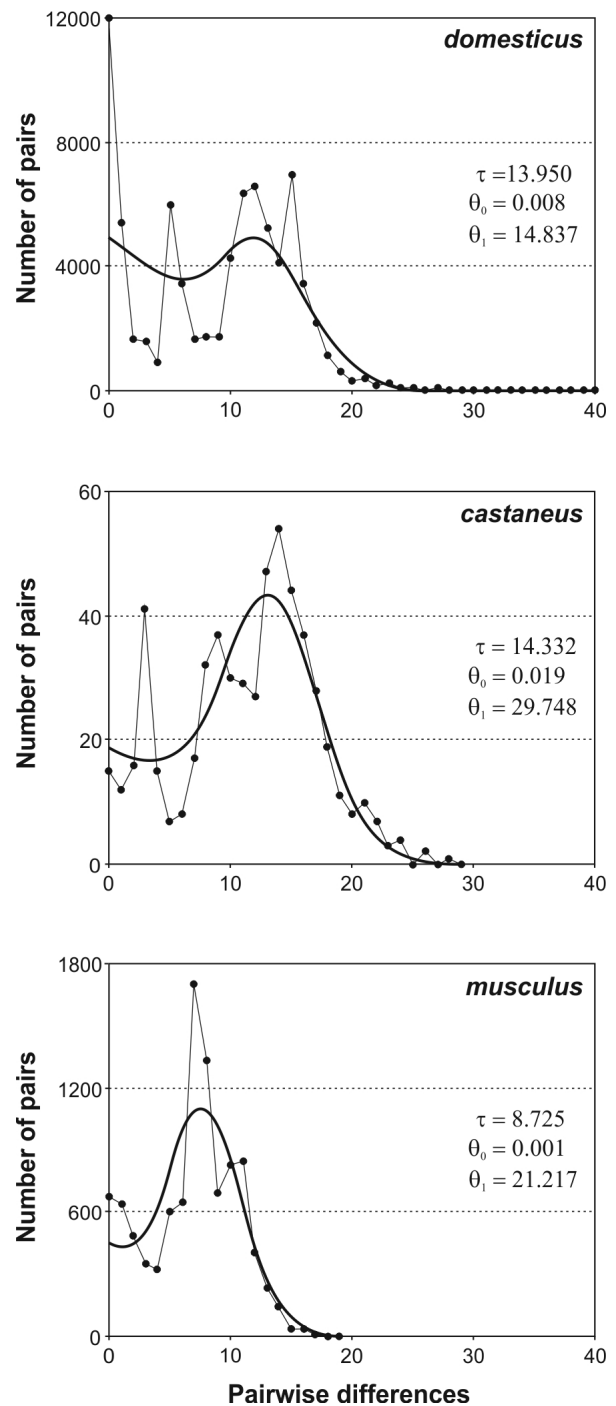 domesticus
12000
8000
4000
0
Number of pairs
τ =13.950
θ₀ = 0.008
θ₁ = 14.837
0 10 20 30 40
castaneus
60
40
20
0
Number of pairs
τ = 14.332
θ₀ = 0.019
θ₁ = 29.748
0 10 20 30 40
musculus
1800
1200
600
0
Number of pairs
τ = 8.725
θ₀ = 0.001
θ₁ = 21.217
0 10 20 30 40
Pairwise differences